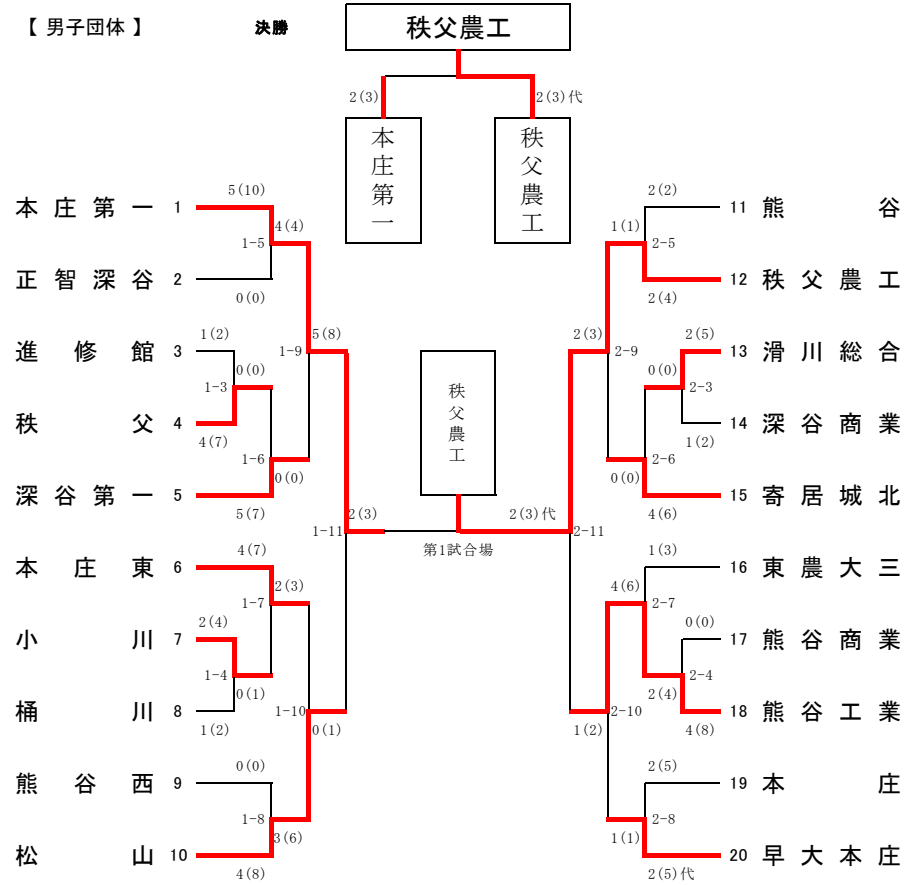 【 男子団体 】
決勝
秩父農工
2(3)
2(3)代
本庄第一
秩父農工
5(10)
本庄第一 1
4(4)
1-5
正智深谷 2
0(0)
1(2)
5(8)
進修館 3
0(0)
1-9
1-3
秩父 4
4(7)
1-6
0(0)
深谷第一 5
5(7)
2(3)
1-11
4(7)
本庄東 6
2(3)
1-7
2(4)
小川 7
1-4
0(1)
桶川 8
1(2)
1-10
0(1)
0(0)
熊谷西 9
1-8
3(6)
松山 10
4(8)
秩父農工
2(3)代
第1試合場
2(2)
11 熊谷
1(1)
2-5
12 秩父農工
2(4)
2(3)
2(5)
2-9
13 滑川総合
0(0)
2-3
14 深谷商業
1(2)
2-6
0(0)
15 寄居城北
4(6)
2-11
1(3)
16 東農大三
4(6)
2-7
0(0)
17 熊谷商業
2-4
2(4)
18 熊谷工業
2-10
1(2)
4(8)
2(5)
19 本庄
2-8
1(1)
20 早大本庄
2(5)代